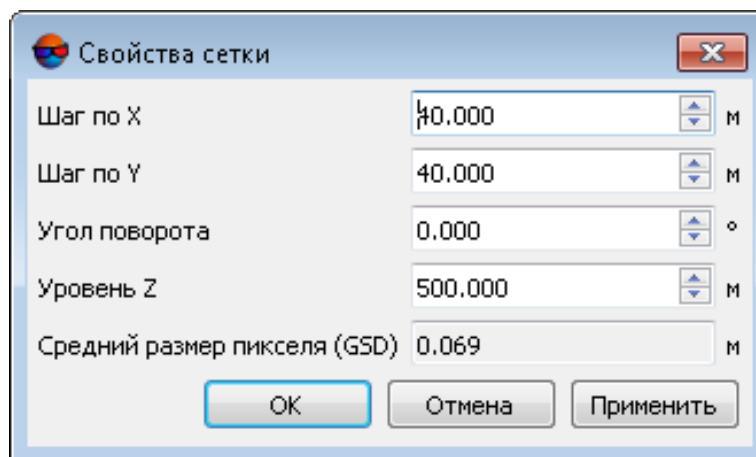 Свойства сетки
Шаг по X 40.000 м
Шаг по Y 40.000 м
Угол поворота 0.000 °
Уровень Z 500.000 м
Средний размер пикселя (GSD) 0.069 м
OK Отмена Применить